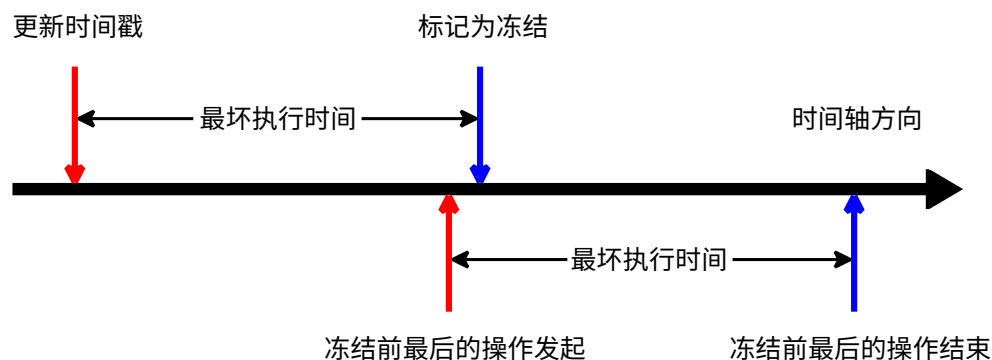 更新时间戳
标记为冻结
最坏执行时间
时间轴方向
最坏执行时间
冻结前最后的操作发起
冻结前最后的操作结束